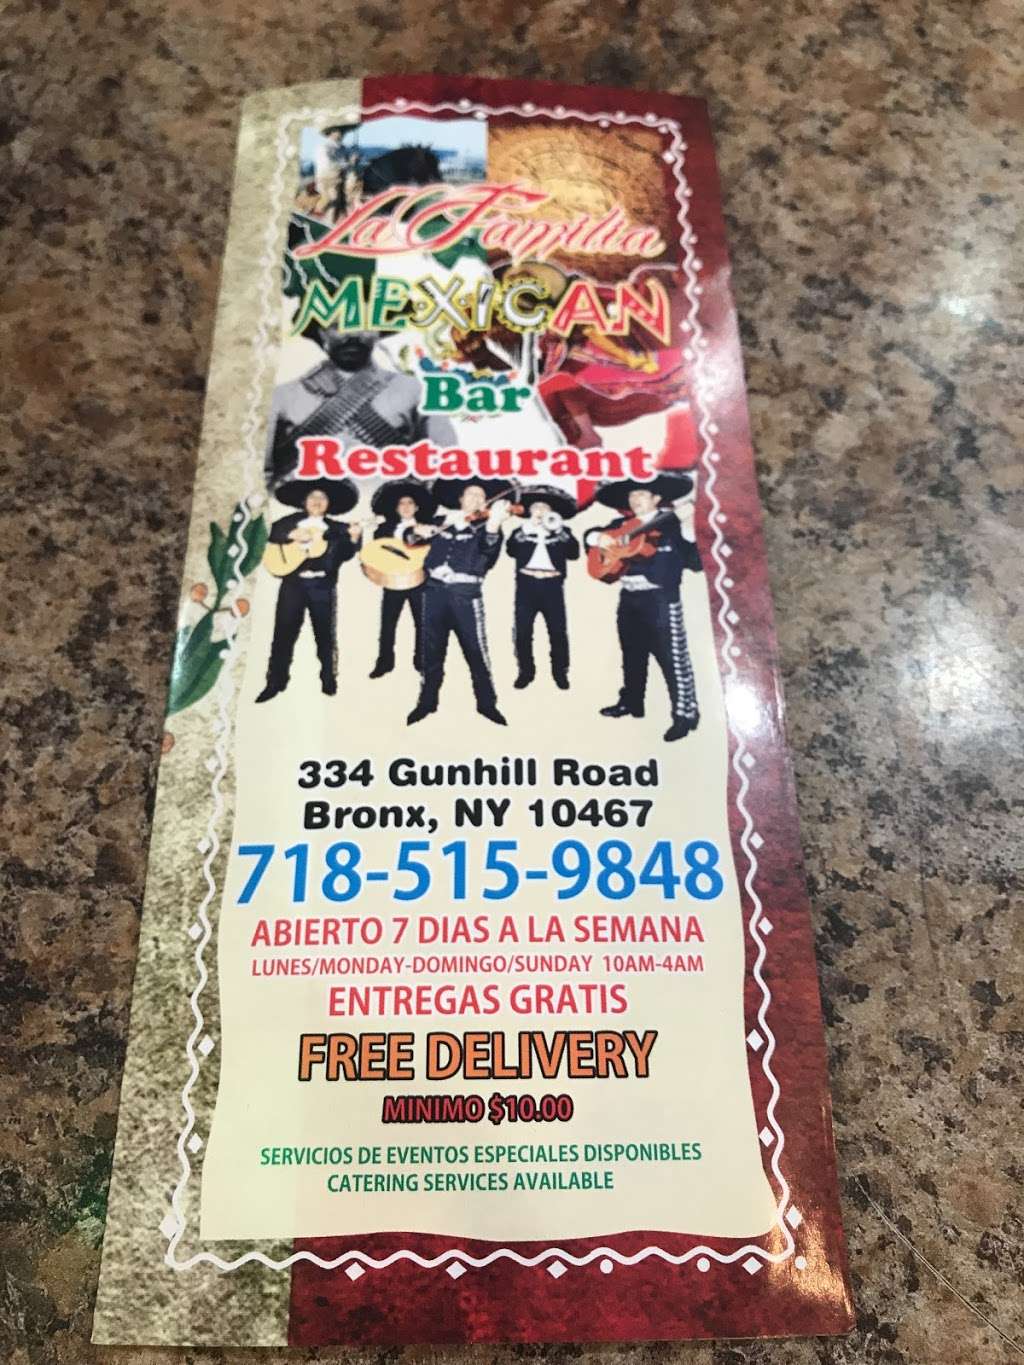 La Familia
MEXICAN
Bar
Restaurant
334 Gunhill Road
Bronx, NY 10467
718-515-9848
ABIERTO 7 DIAS A LA SEMANA
LUNES/MONDAY-DOMINGO/SUNDAY 10AM-4AM
ENTREGAS GRATIS
FREE DELIVERY
MINIMO $10.00
SERVICIOS DE EVENTOS ESPECIALES DISPONIBLES
CATERING SERVICES AVAILABLE